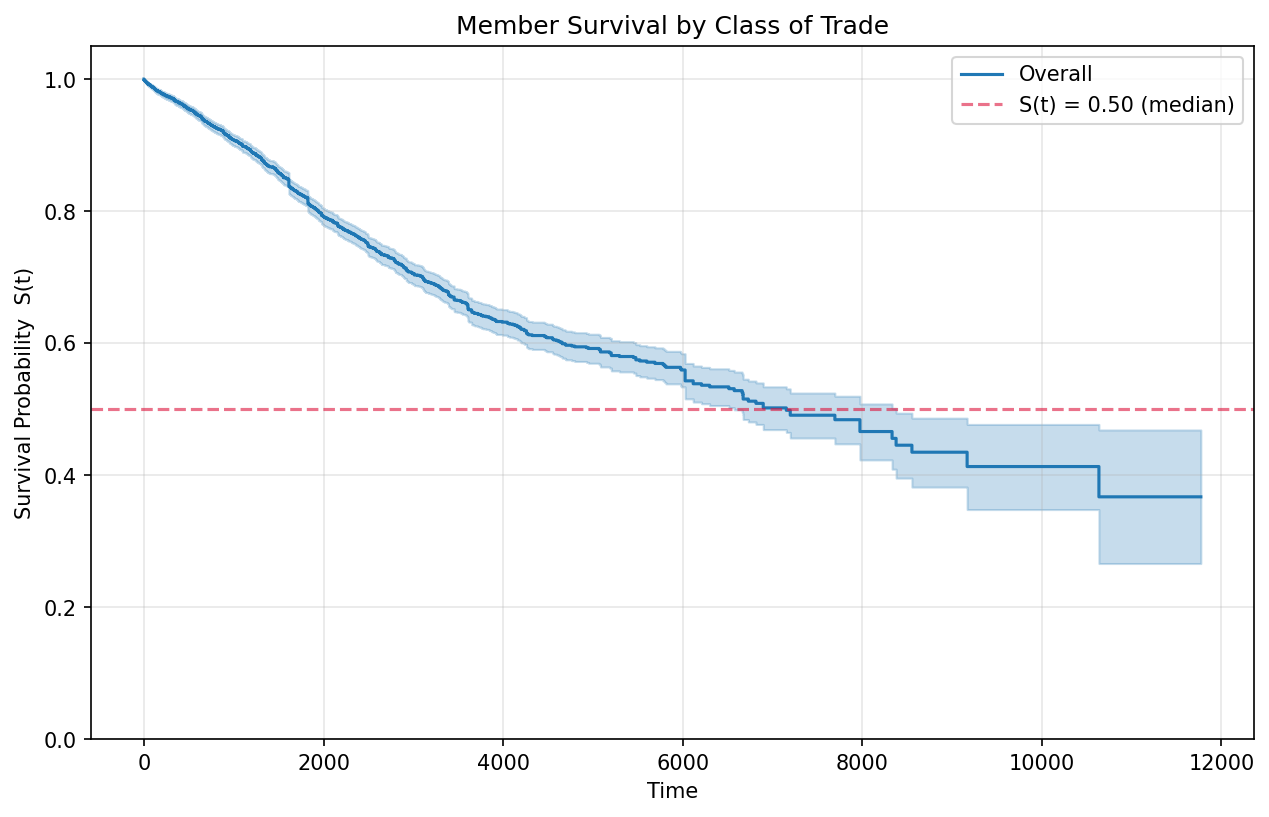 Member Survival by Class of Trade
Overall
S(t) = 0.50 (median)
Survival Probability  S(t)
1.0
0.8
0.6
0.4
0.2
0.0
0 2000 4000 6000 8000 10000 12000
Time